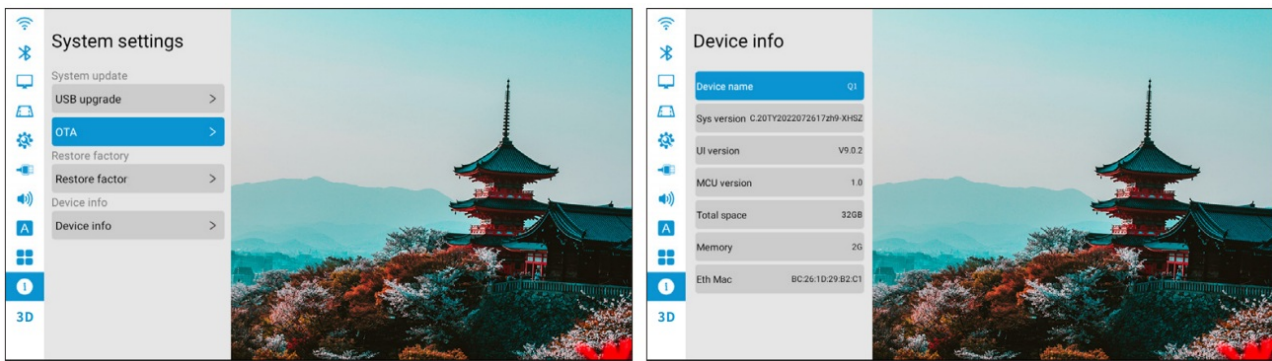 System settings
System update
USB upgrade >
OTA >
Restore factory
Restore factor >
Device info
Device info >
A
3D
Device info
Device name Q1
Sys version C.20TY2022072617zh9-XHSZ
UI version V9.0.2
MCU version 1.0
Total space 32GB
Memory 2G
Eth Mac BC:26:1D:29:B2:C1
A
3D